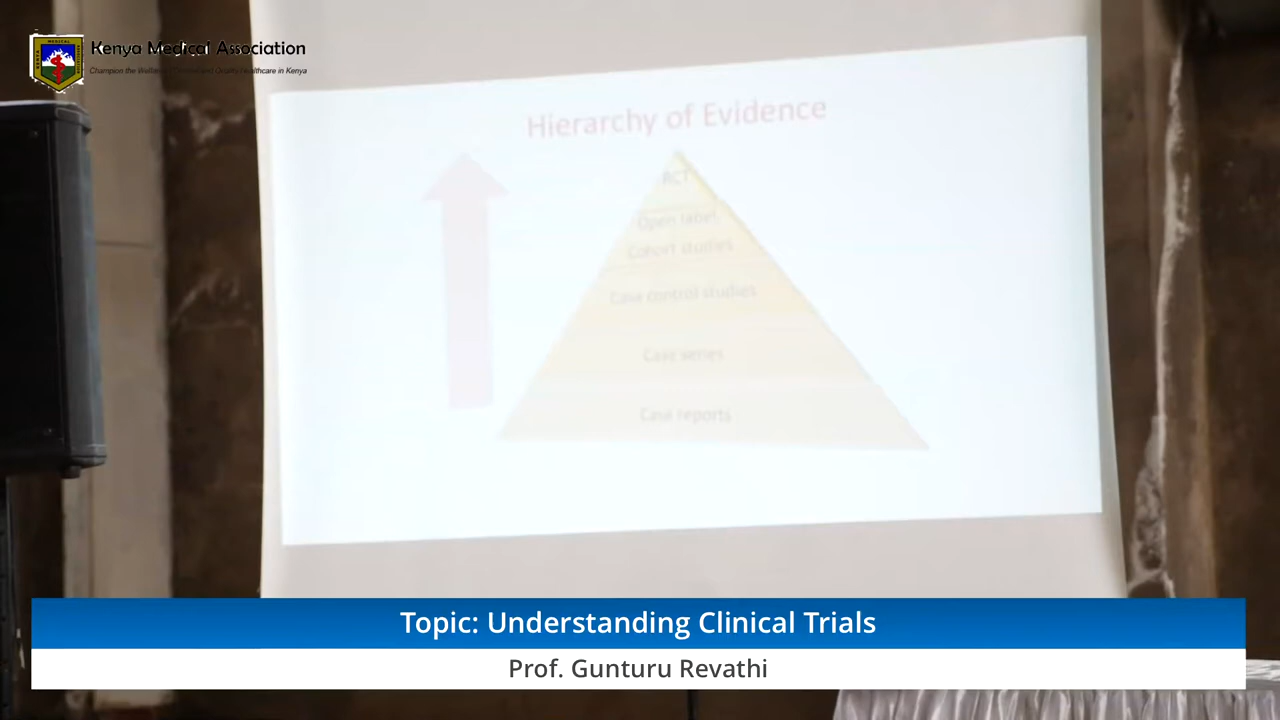 Kenya Medical Association
Hierarchy of Evidence
RCT
Open label
Cohort studies
Case control studies
Case series
Case reports
Topic: Understanding Clinical Trials
Prof. Gunturu Revathi